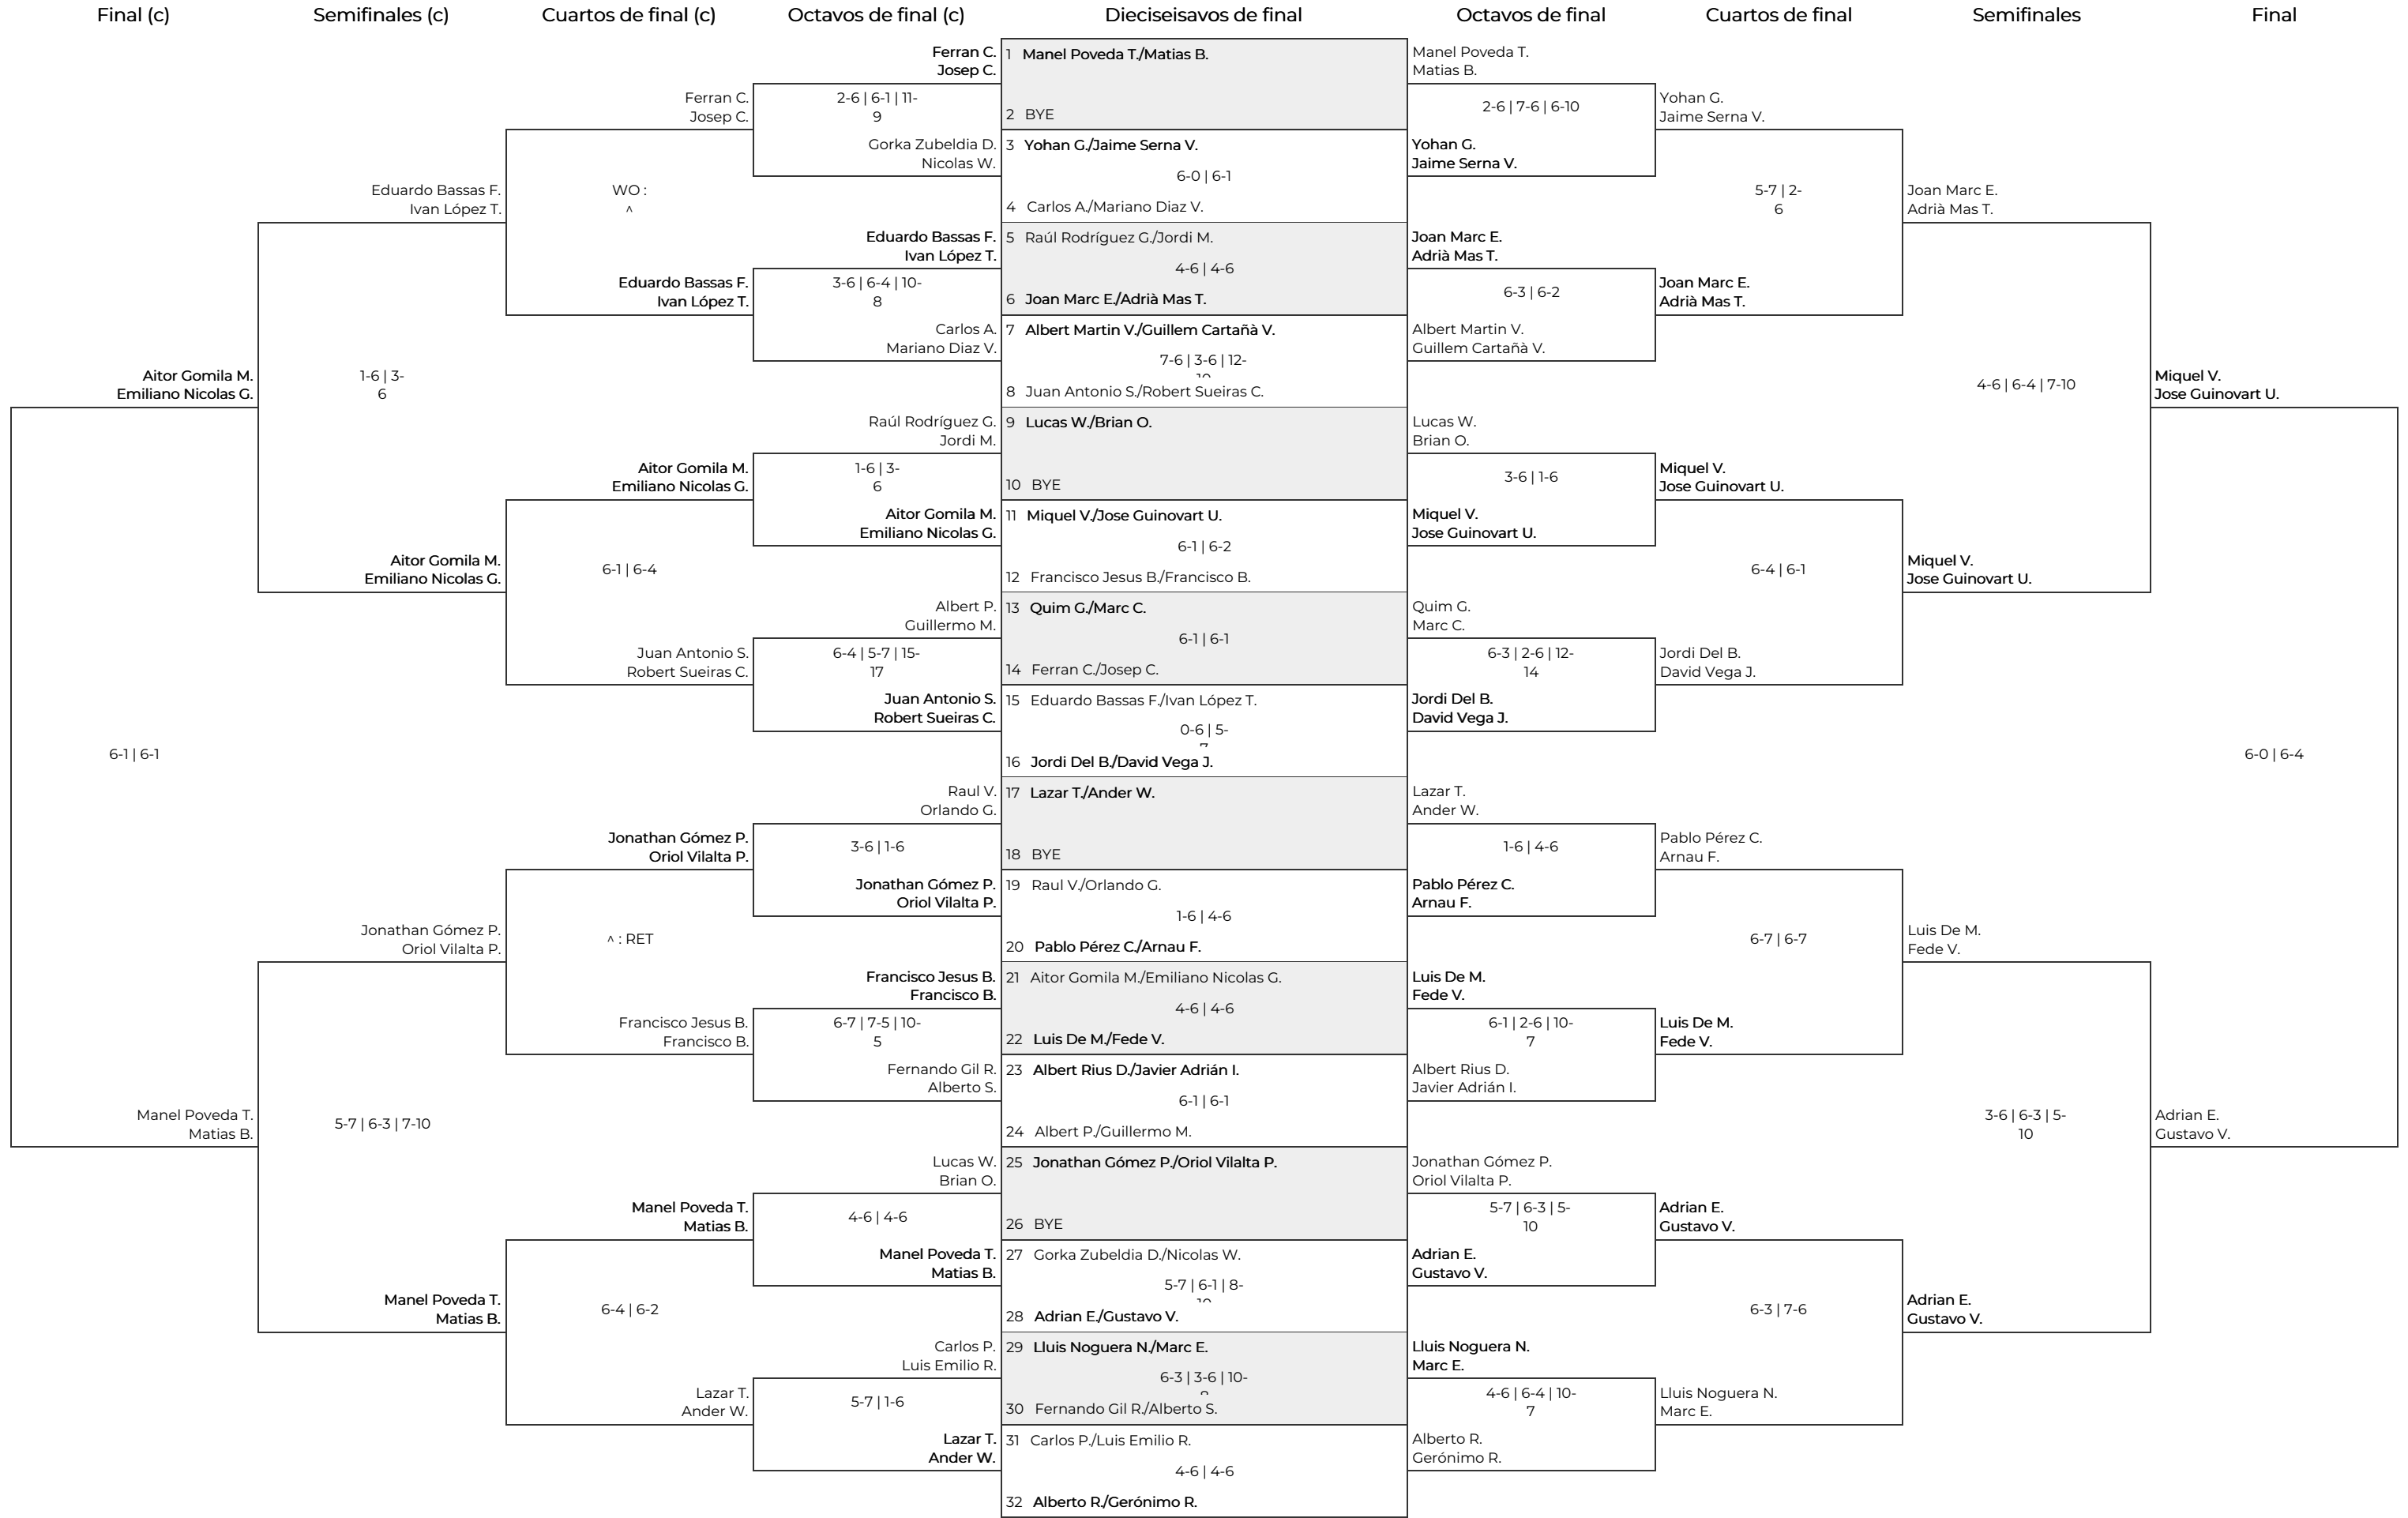 Final (c)
Semifinales (c)
Cuartos de final (c)
Octavos de final (c)
Dieciseisavos de final
Octavos de final
Cuartos de final
Semifinales
Final
Aitor Gomila M.
Emiliano Nicolas G.
6-1 | 6-1
Manel Poveda T.
Matias B.
Eduardo Bassas F.
Ivan López T.
1-6 | 3-
6
Aitor Gomila M.
Emiliano Nicolas G.
Jonathan Gómez P.
Oriol Vilalta P.
5-7 | 6-3 | 7-10
Manel Poveda T.
Matias B.
Ferran C.
Josep C.
WO :
^
Eduardo Bassas F.
Ivan López T.
Aitor Gomila M.
Emiliano Nicolas G.
6-1 | 6-4
Juan Antonio S.
Robert Sueiras C.
Jonathan Gómez P.
Oriol Vilalta P.
^ : RET
Francisco Jesus B.
Francisco B.
Manel Poveda T.
Matias B.
6-4 | 6-2
Lazar T.
Ander W.
Ferran C.
Josep C.
2-6 | 6-1 | 11-
9
Gorka Zubeldia D.
Nicolas W.
Eduardo Bassas F.
Ivan López T.
3-6 | 6-4 | 10-
8
Carlos A.
Mariano Diaz V.
Raúl Rodríguez G.
Jordi M.
1-6 | 3-
6
Aitor Gomila M.
Emiliano Nicolas G.
Albert P.
Guillermo M.
6-4 | 5-7 | 15-
17
Juan Antonio S.
Robert Sueiras C.
Raul V.
Orlando G.
3-6 | 1-6
Jonathan Gómez P.
Oriol Vilalta P.
Francisco Jesus B.
Francisco B.
6-7 | 7-5 | 10-
5
Fernando Gil R.
Alberto S.
Lucas W.
Brian O.
4-6 | 4-6
Manel Poveda T.
Matias B.
Carlos P.
Luis Emilio R.
5-7 | 1-6
Lazar T.
Ander W.
1 Manel Poveda T./Matias B.
2 BYE
3 Yohan G./Jaime Serna V.
6-0 | 6-1
4 Carlos A./Mariano Diaz V.
5 Raúl Rodríguez G./Jordi M.
4-6 | 4-6
6 Joan Marc E./Adrià Mas T.
7 Albert Martin V./Guillem Cartañà V.
7-6 | 3-6 | 12-
8 Juan Antonio S./Robert Sueiras C.
9 Lucas W./Brian O.
10 BYE
11 Miquel V./Jose Guinovart U.
6-1 | 6-2
12 Francisco Jesus B./Francisco B.
13 Quim G./Marc C.
6-1 | 6-1
14 Ferran C./Josep C.
15 Eduardo Bassas F./Ivan López T.
0-6 | 5-
16 Jordi Del B./David Vega J.
17 Lazar T./Ander W.
18 BYE
19 Raul V./Orlando G.
1-6 | 4-6
20 Pablo Pérez C./Arnau F.
21 Aitor Gomila M./Emiliano Nicolas G.
4-6 | 4-6
22 Luis De M./Fede V.
23 Albert Rius D./Javier Adrián I.
6-1 | 6-1
24 Albert P./Guillermo M.
25 Jonathan Gómez P./Oriol Vilalta P.
26 BYE
27 Gorka Zubeldia D./Nicolas W.
5-7 | 6-1 | 8-
28 Adrian E./Gustavo V.
29 Lluis Noguera N./Marc E.
6-3 | 3-6 | 10-
30 Fernando Gil R./Alberto S.
31 Carlos P./Luis Emilio R.
4-6 | 4-6
32 Alberto R./Gerónimo R.
Manel Poveda T.
Matias B.
2-6 | 7-6 | 6-10
Yohan G.
Jaime Serna V.
Joan Marc E.
Adrià Mas T.
6-3 | 6-2
Albert Martin V.
Guillem Cartañà V.
Lucas W.
Brian O.
3-6 | 1-6
Miquel V.
Jose Guinovart U.
Quim G.
Marc C.
6-3 | 2-6 | 12-
14
Jordi Del B.
David Vega J.
Lazar T.
Ander W.
1-6 | 4-6
Pablo Pérez C.
Arnau F.
Luis De M.
Fede V.
6-1 | 2-6 | 10-
7
Albert Rius D.
Javier Adrián I.
Jonathan Gómez P.
Oriol Vilalta P.
5-7 | 6-3 | 5-
10
Adrian E.
Gustavo V.
Lluis Noguera N.
Marc E.
4-6 | 6-4 | 10-
7
Alberto R.
Gerónimo R.
Yohan G.
Jaime Serna V.
5-7 | 2-
6
Joan Marc E.
Adrià Mas T.
Miquel V.
Jose Guinovart U.
6-4 | 6-1
Jordi Del B.
David Vega J.
Pablo Pérez C.
Arnau F.
6-7 | 6-7
Luis De M.
Fede V.
Adrian E.
Gustavo V.
6-3 | 7-6
Lluis Noguera N.
Marc E.
Joan Marc E.
Adrià Mas T.
4-6 | 6-4 | 7-10
Miquel V.
Jose Guinovart U.
Luis De M.
Fede V.
3-6 | 6-3 | 5-
10
Adrian E.
Gustavo V.
Miquel V.
Jose Guinovart U.
6-0 | 6-4
Adrian E.
Gustavo V.